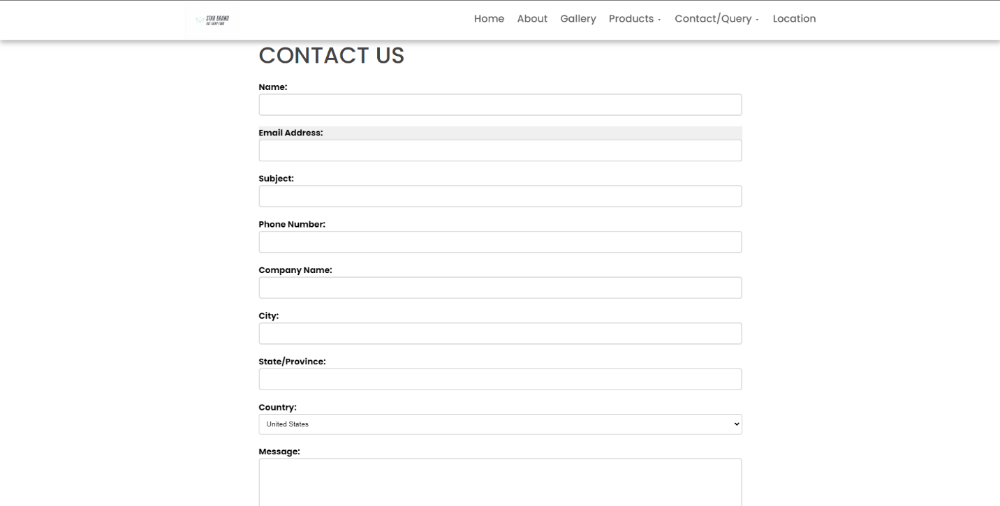 STAR BRAND
Home About Gallery Products Contact/Query Location
CONTACT US
Name:
Email Address:
Subject:
Phone Number:
Company Name:
City:
State/Province:
Country:
United States
Message: